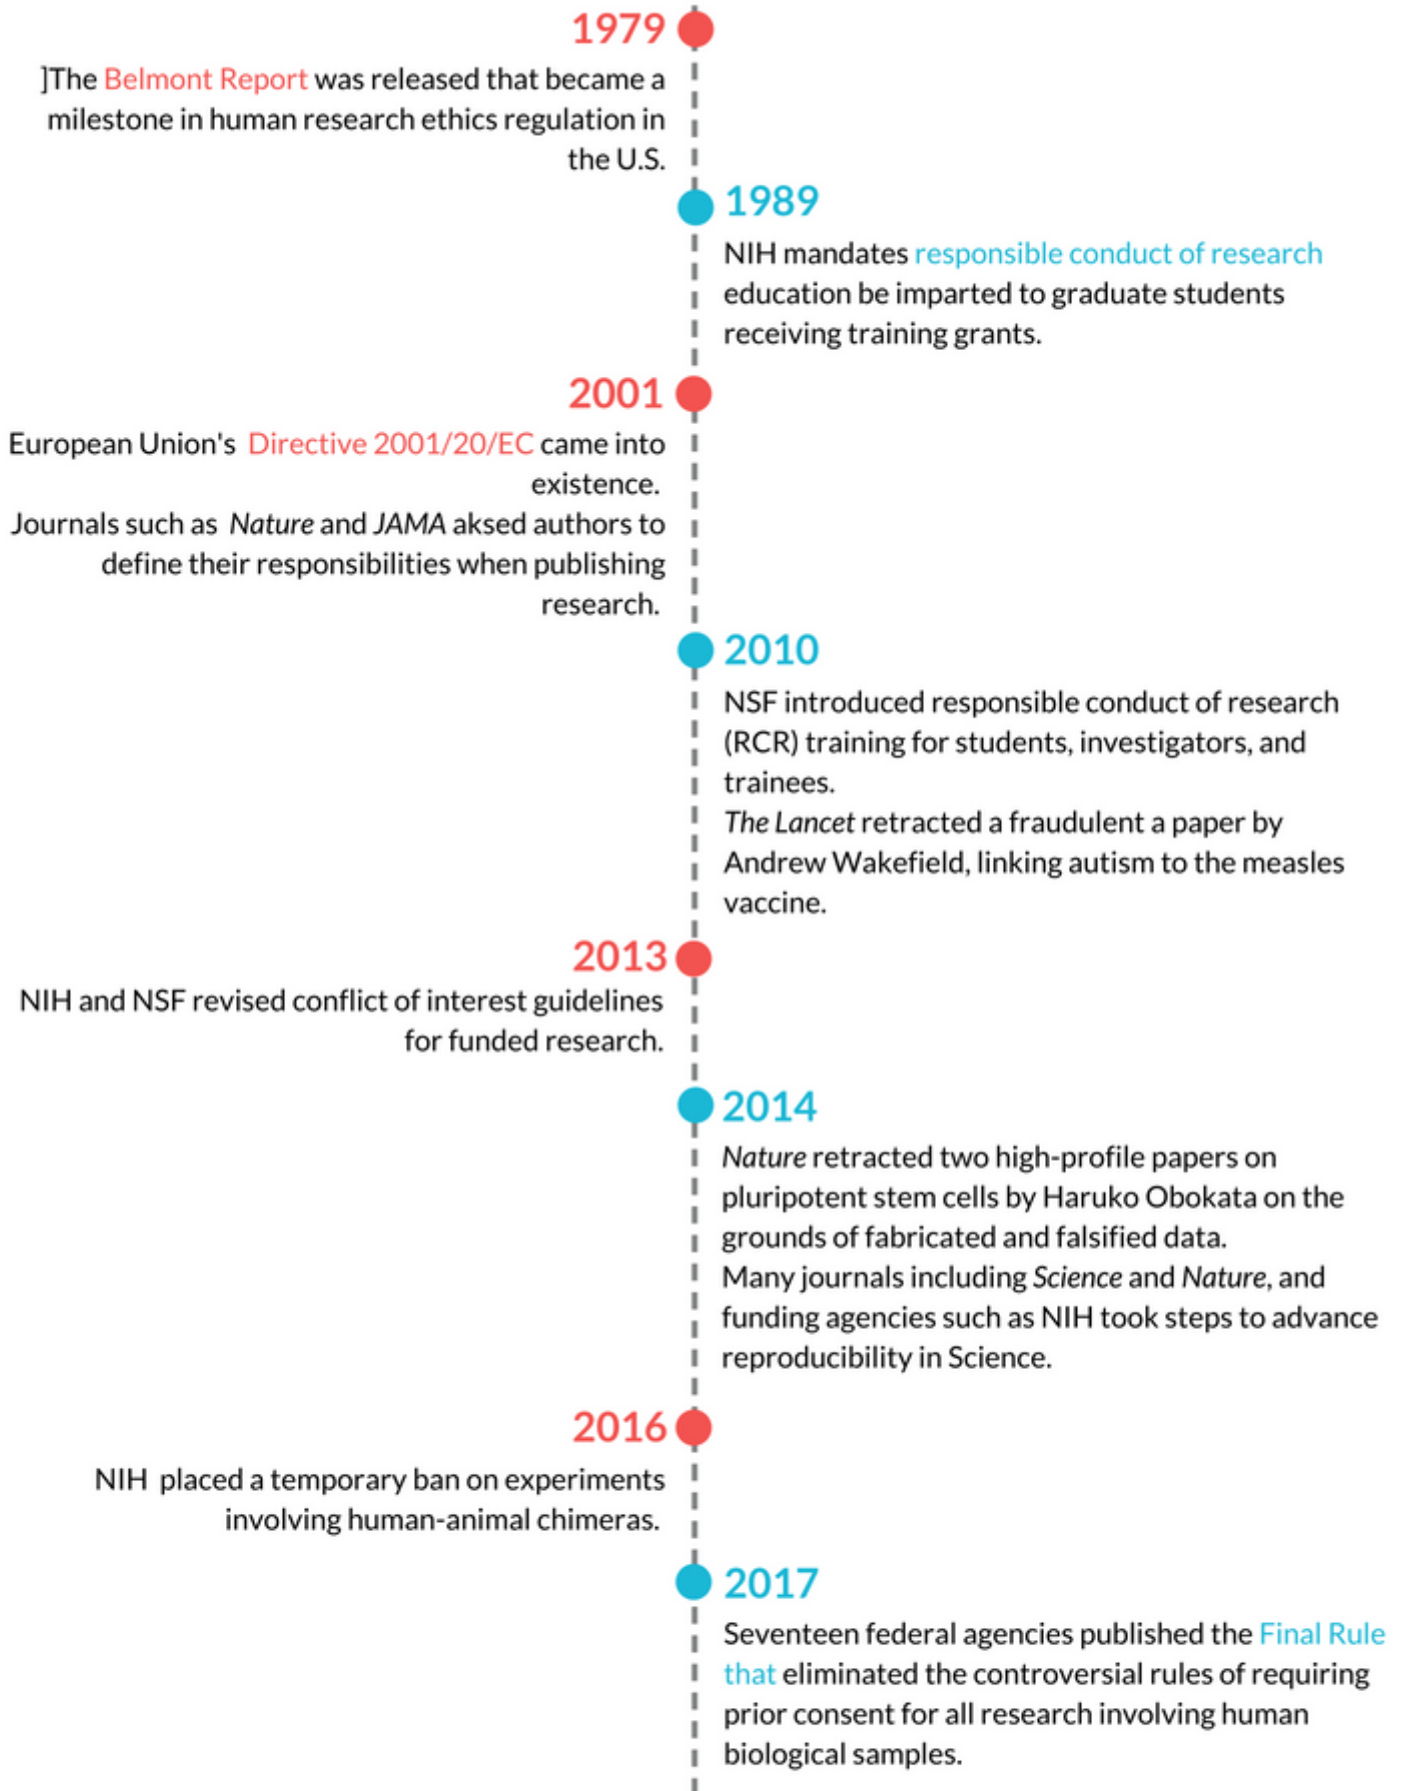 1979
]The Belmont Report was released that became a
milestone in human research ethics regulation in
the U.S.
1989
NIH mandates responsible conduct of research
education be imparted to graduate students
receiving training grants.
2001
European Union's Directive 2001/20/EC came into
existence.
Journals such as Nature and JAMA aksed authors to
define their responsibilities when publishing
research.
2010
NSF introduced responsible conduct of research
(RCR) training for students, investigators, and
trainees.
The Lancet retracted a fraudulent a paper by
Andrew Wakefield, linking autism to the measles
vaccine.
2013
NIH and NSF revised conflict of interest guidelines
for funded research.
2014
Nature retracted two high-profile papers on
pluripotent stem cells by Haruko Obokata on the
grounds of fabricated and falsified data.
Many journals including Science and Nature, and
funding agencies such as NIH took steps to advance
reproducibility in Science.
2016
NIH placed a temporary ban on experiments
involving human-animal chimeras.
2017
Seventeen federal agencies published the Final Rule
that eliminated the controversial rules of requiring
prior consent for all research involving human
biological samples.